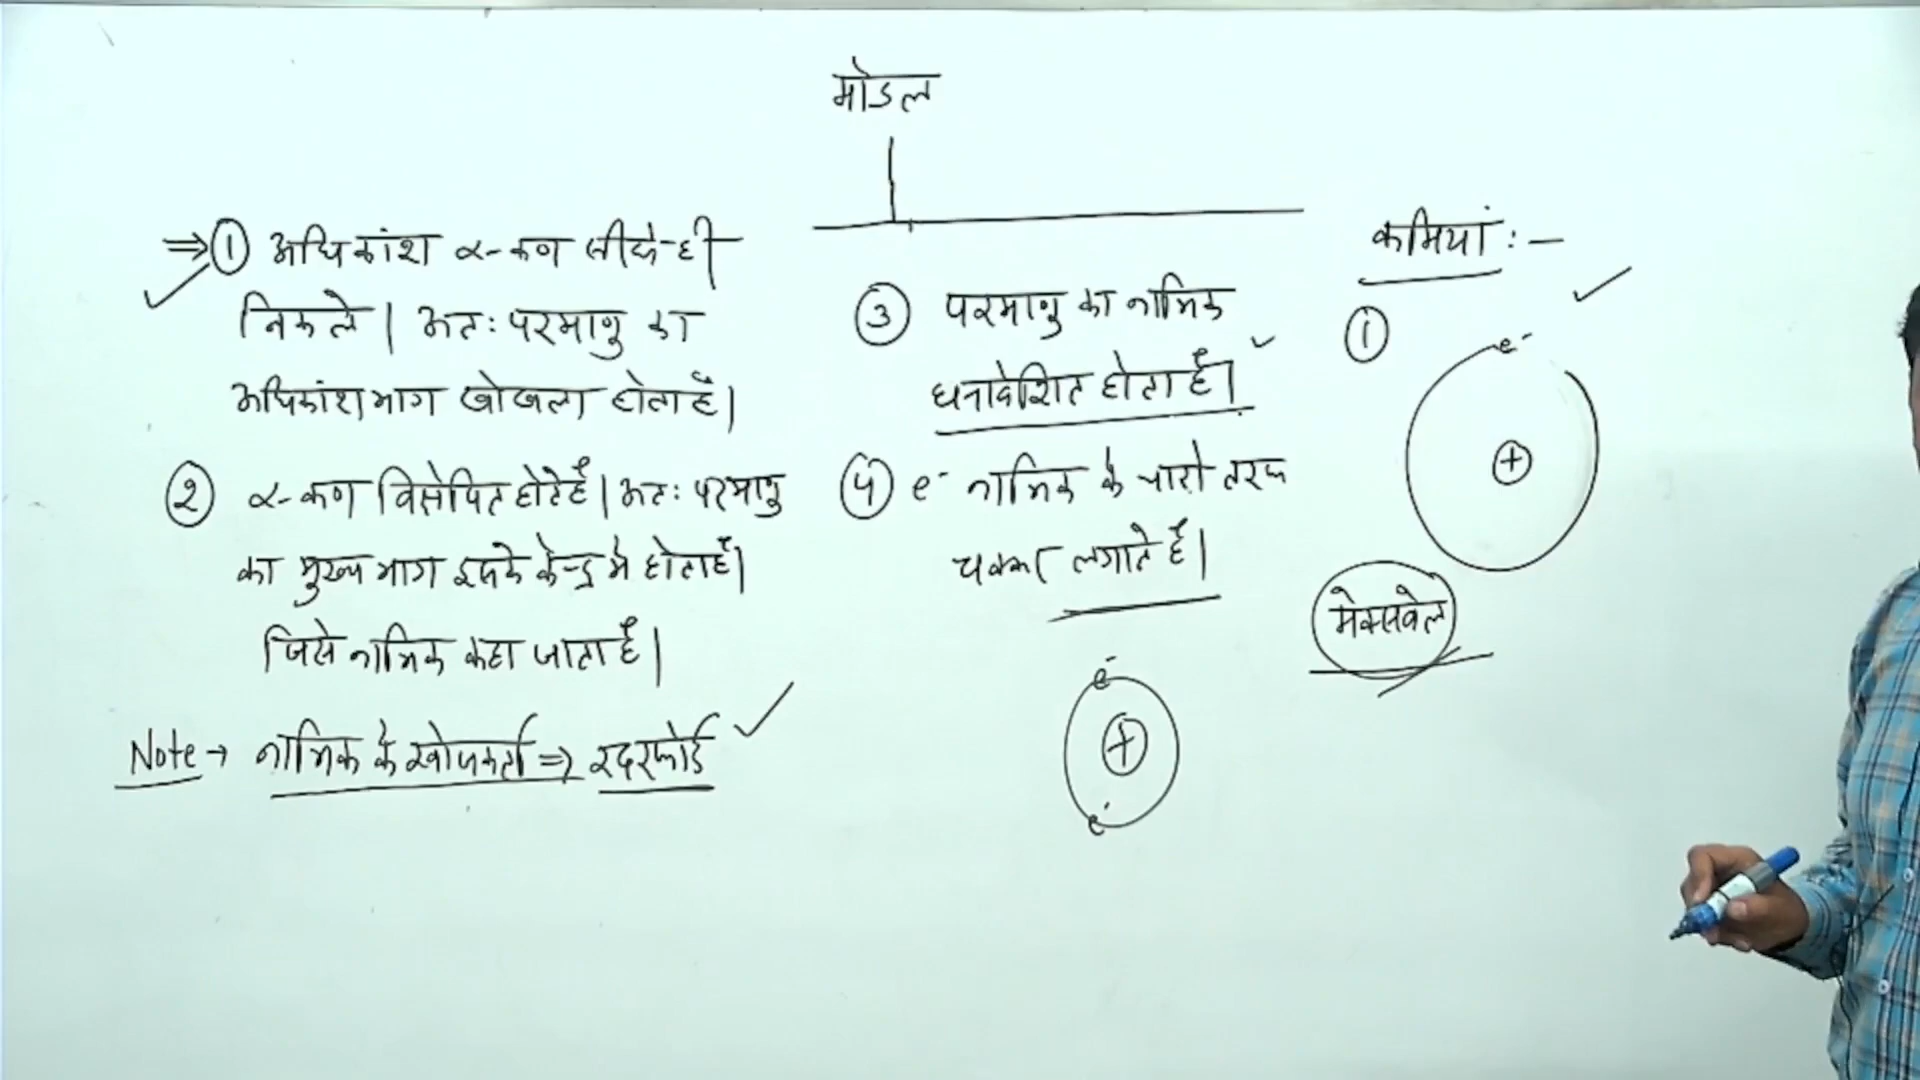 मोडल
⇒① अधिकांश α-कण सीधे-ही
निकले। अतः परमाणु का
अधिकांश भाग खोखला होता है।
② α-कण विक्षेपित होते हैं। अतः परमाणु
का मुख्य भाग इसके केन्द्र मे होता है।
जिसे नाभिक कहा जाता है।
Note → नाभिक के खोजकर्ता ⇒ रदरफोर्ड
③ परमाणु का नाभिक
धनावेशित होता है।
④ e⁻ नाभिक के चारो तरफ
चक्कर लगाते हैं।
e⁻
+
e⁻
कमियां :-
①
e⁻
+
मेक्सवेल